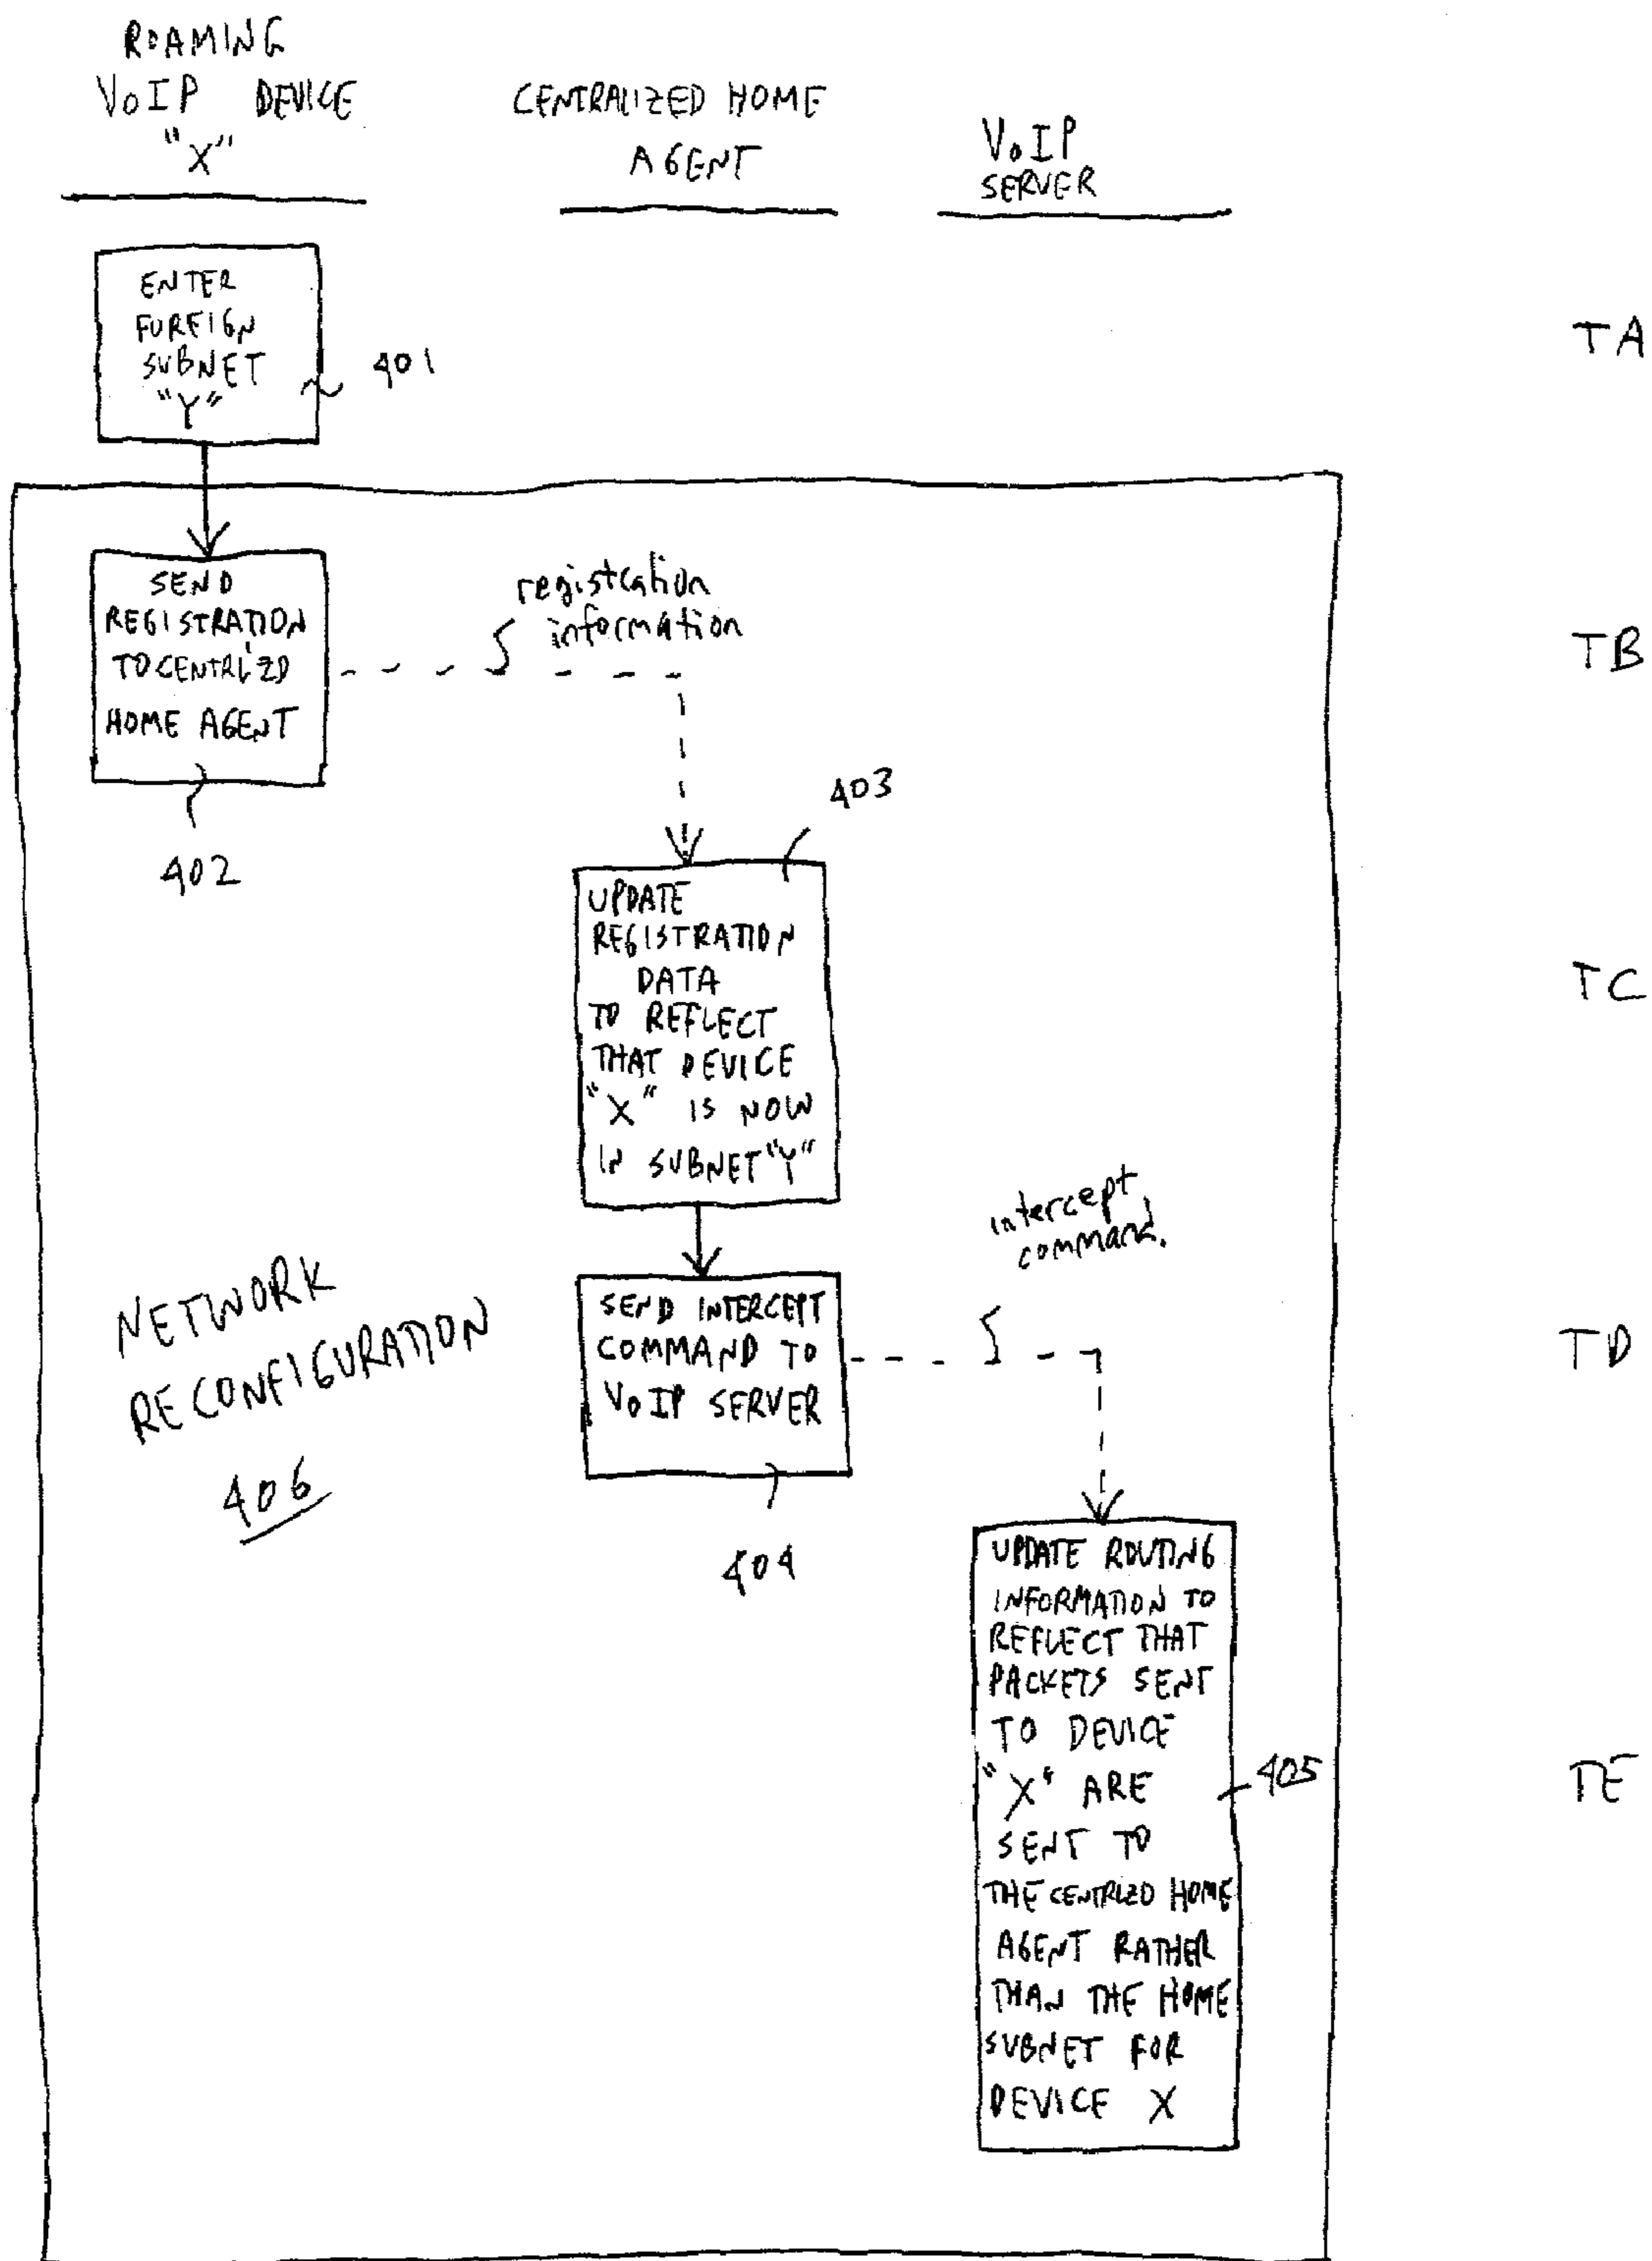 ROAMING
VoIP DEVICE
"X"
CENTRALIZED HOME
AGENT
VoIP
SERVER
ENTER
FOREIGN
SUBNET
"Y"
401
TA
SEND
REGISTRATION
TO CENTRLIZD
HOME AGENT
402
registration
information
TB
403
UPDATE
REGISTRATION
DATA
TO REFLECT
THAT DEVICE
"X" IS NOW
IN SUBNET "Y"
TC
SEND INTERCEPT
COMMAND TO
VoIP SERVER
404
intercept
command
TD
NETWORK
RECONFIGURATION
406
UPDATE ROUTING
INFORMATION TO
REFLECT THAT
PACKETS SENT
TO DEVICE
"X" ARE
SENT TO
THE CENTRLZD HOME
AGENT RATHER
THAN THE HOME
SUBNET FOR
DEVICE X
405
TE